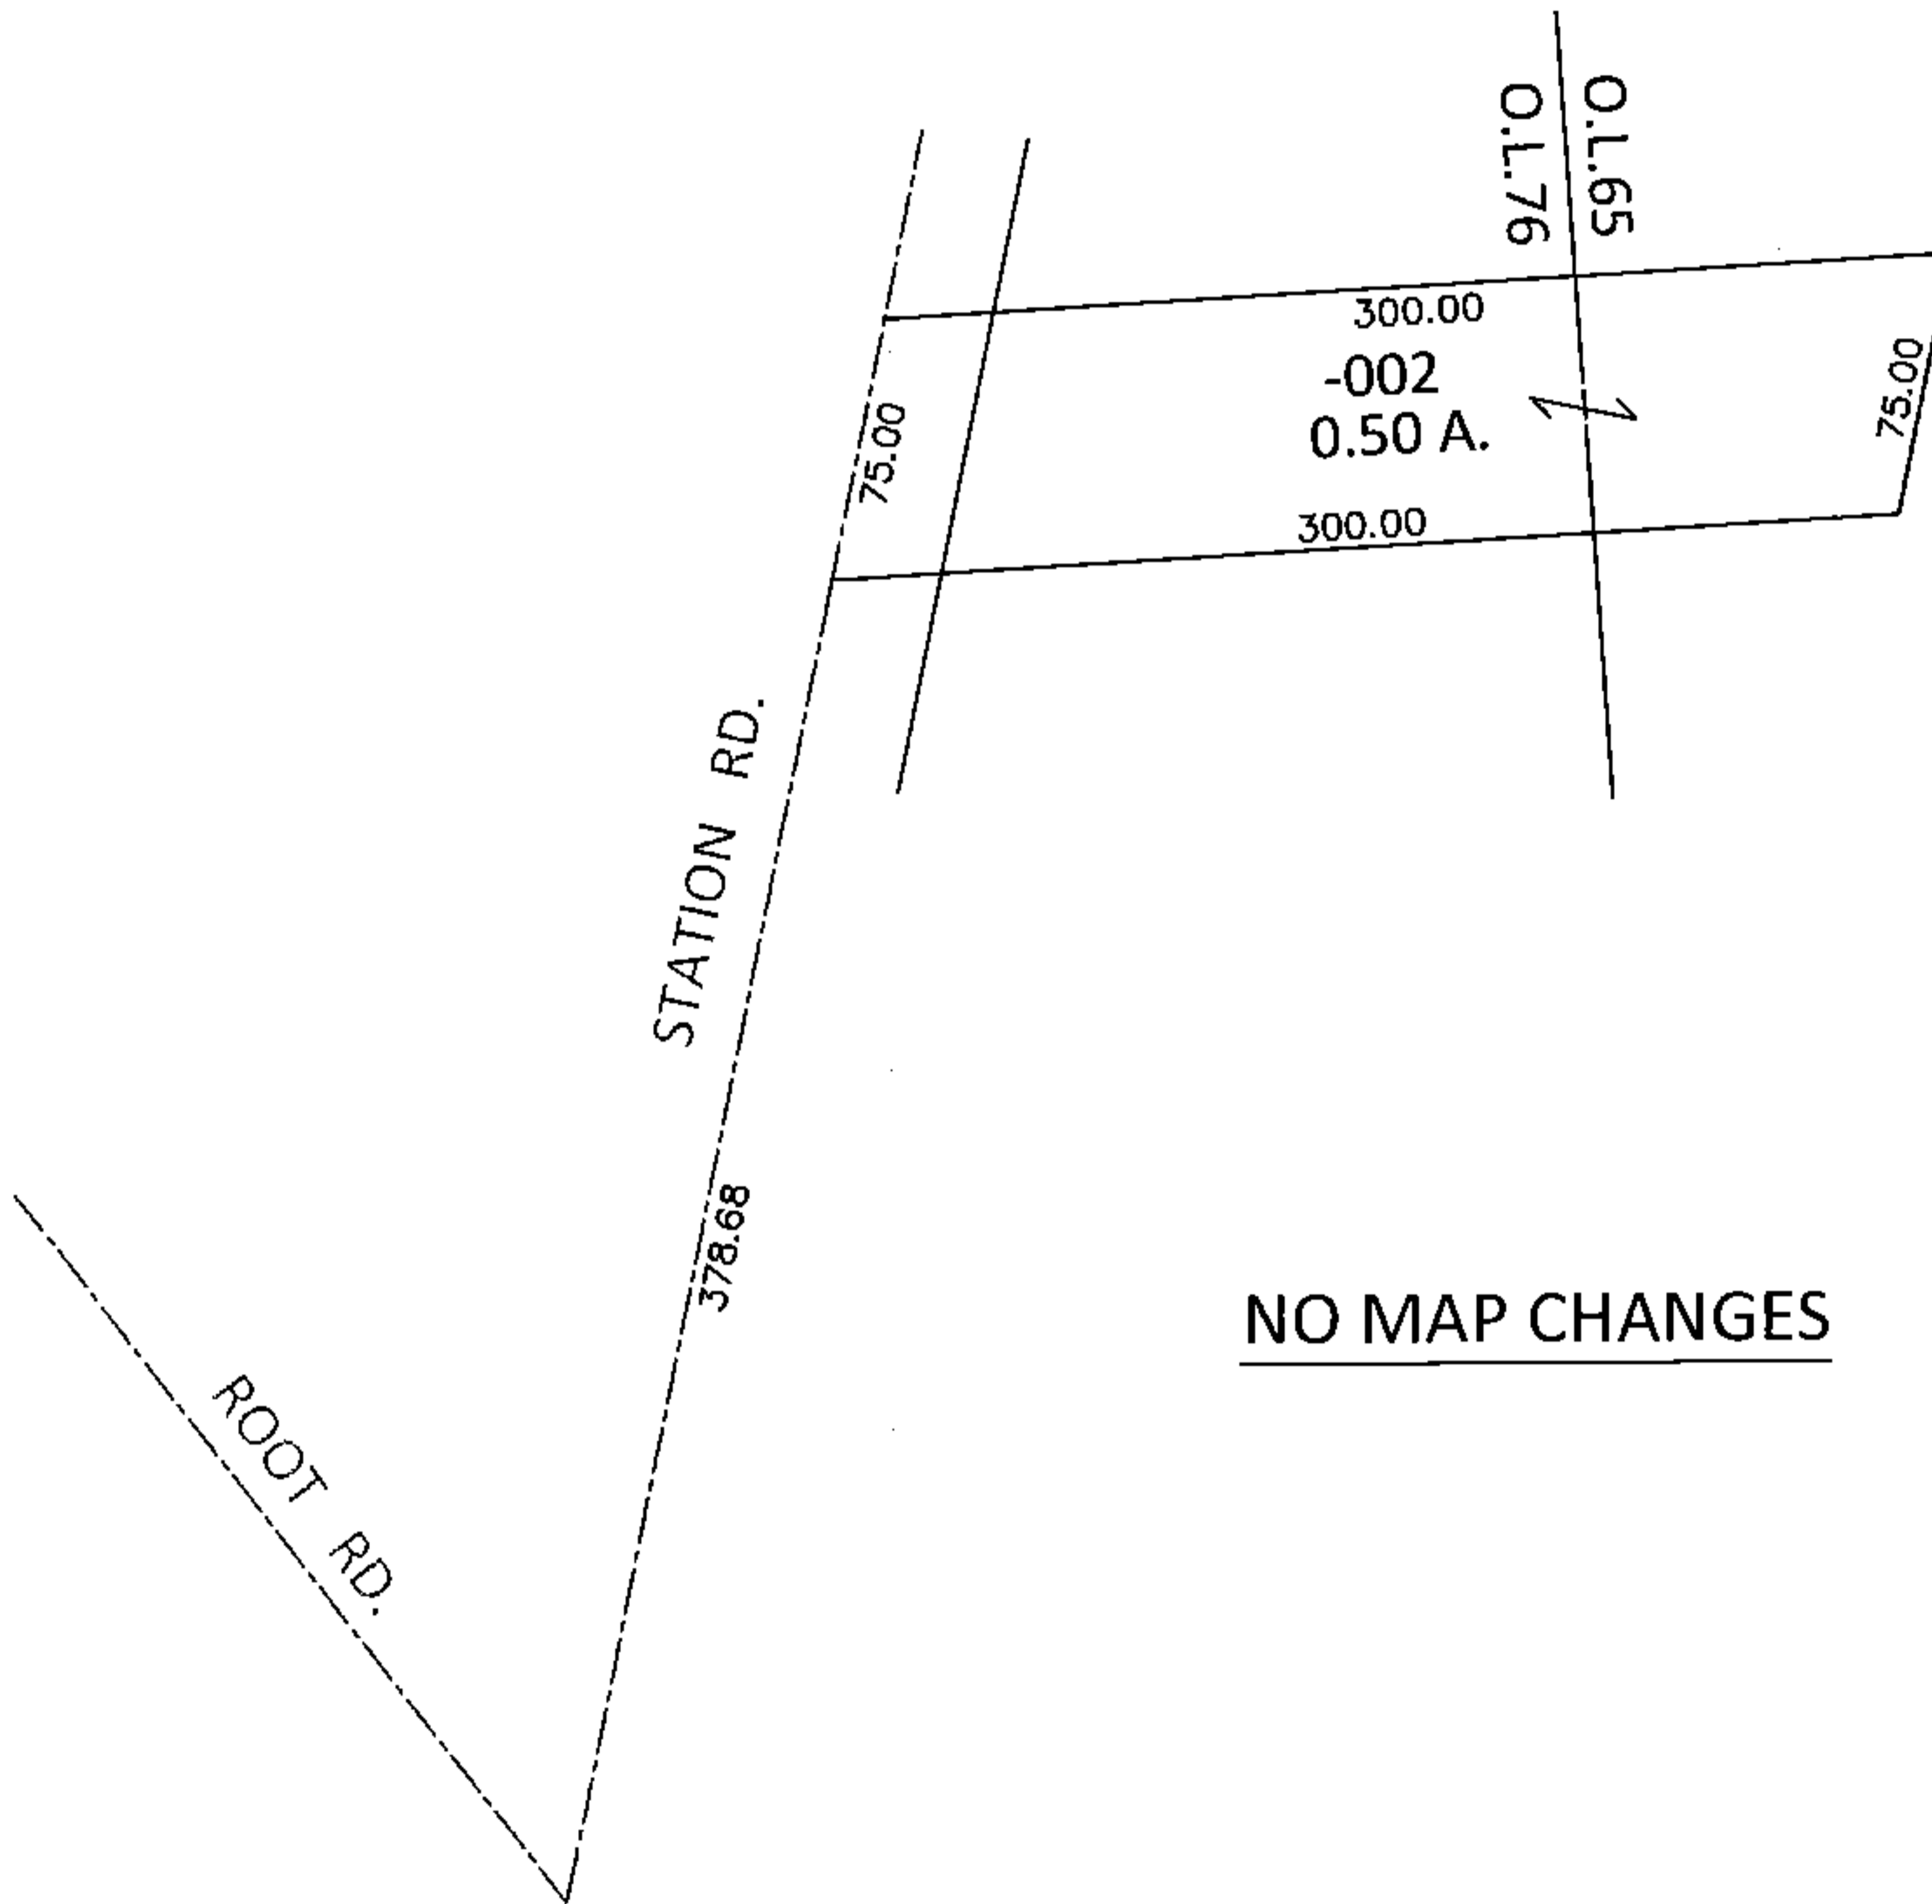 O.L.65
O.L.76
300.00
-002
0.50 A.
75.00
75.00
300.00
STATION RD.
378.68
NO MAP CHANGES
ROOT RD.